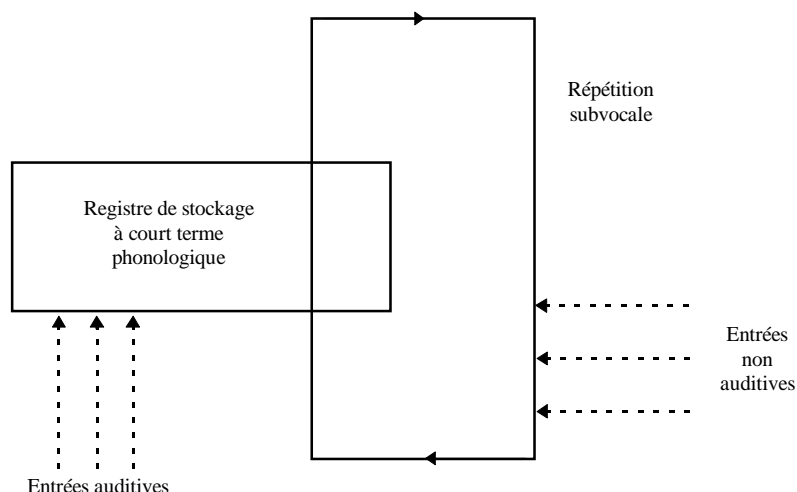 Répétition
subvocale
Registre de stockage
à court terme
phonologique
Entrées
non
auditives
Entrées auditives